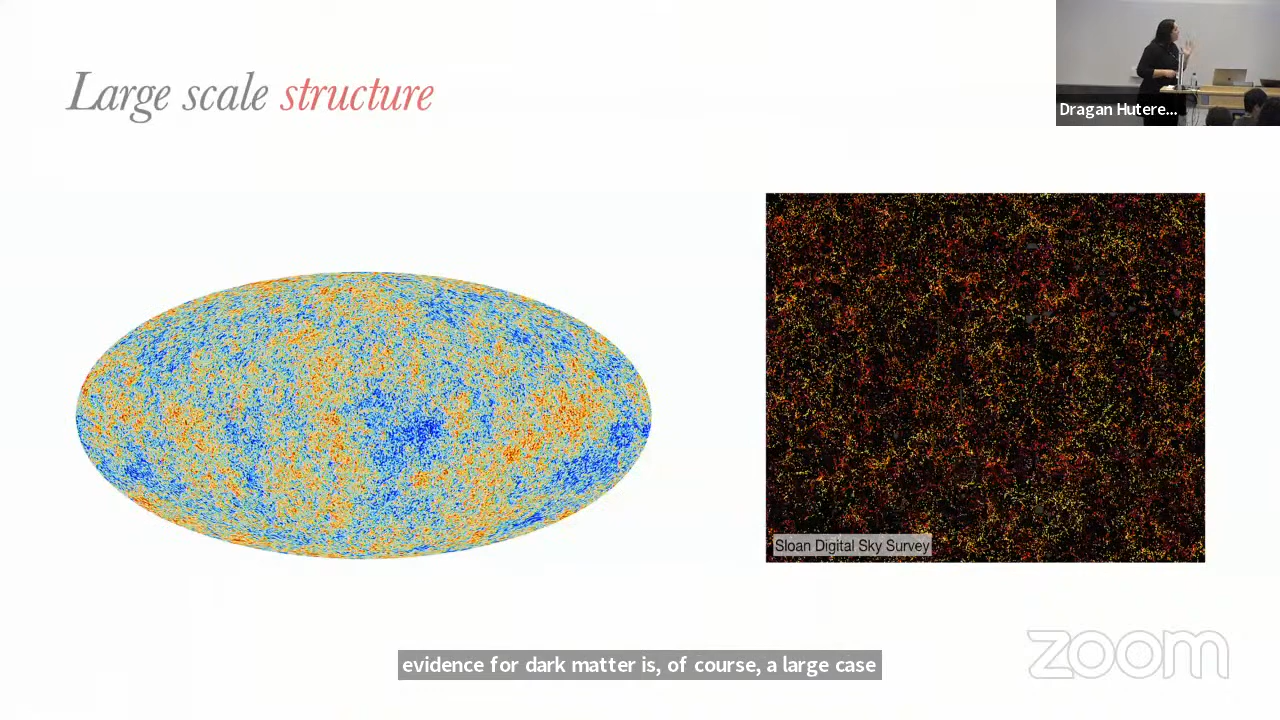 Large scale structure
Dragan Hutere...
Sloan Digital Sky Survey
evidence for dark matter is, of course, a large case
zoom